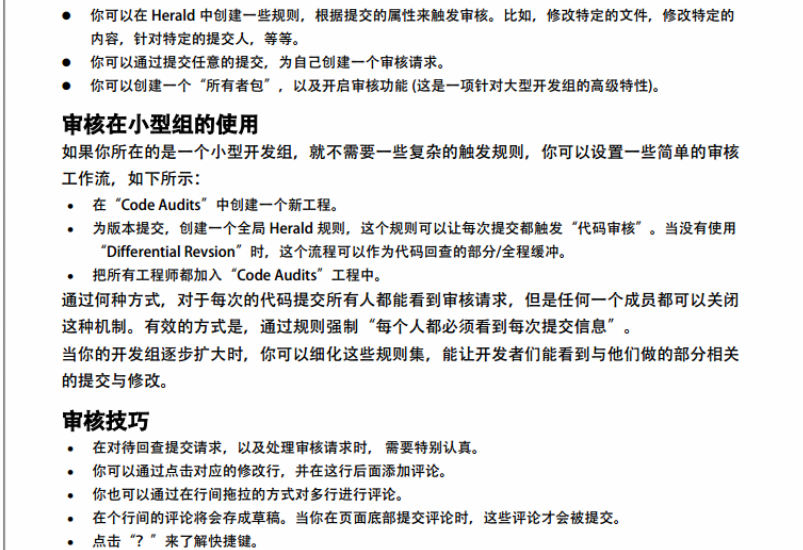 ● 你可以在 Herald 中创建一些规则，根据提交的属性来触发审核。比如，修改特定的文件，修改特定的
内容，针对特定的提交人，等等。
● 你可以通过提交任意的提交，为自己创建一个审核请求。
● 你可以创建一个“所有者包”，以及开启审核功能 (这是一项针对大型开发组的高级特性)。
审核在小型组的使用
如果你所在的是一个小型开发组，就不需要一些复杂的触发规则，你可以设置一些简单的审核
工作流，如下所示：
• 在“Code Audits”中创建一个新工程。
• 为版本提交，创建一个全局 Herald 规则，这个规则可以让每次提交都触发“代码审核”。当没有使用
“Differential Revsion”时，这个流程可以作为代码回查的部分/全程缓冲。
• 把所有工程师都加入“Code Audits”工程中。
通过何种方式，对于每次的代码提交所有人都能看到审核请求，但是任何一个成员都可以关闭
这种机制。有效的方式是，通过规则强制“每个人都必须看到每次提交信息”。
当你的开发组逐步扩大时，你可以细化这些规则集，能让开发者们能看到与他们做的部分相关
的提交与修改。
审核技巧
• 在对待回查提交请求，以及处理审核请求时， 需要特别认真。
• 你可以通过点击对应的修改行，并在这行后面添加评论。
• 你也可以通过在行间拖拉的方式对多行进行评论。
• 在个行间的评论将会存成草稿。当你在页面底部提交评论时，这些评论才会被提交。
• 点击“？”来了解快捷键。